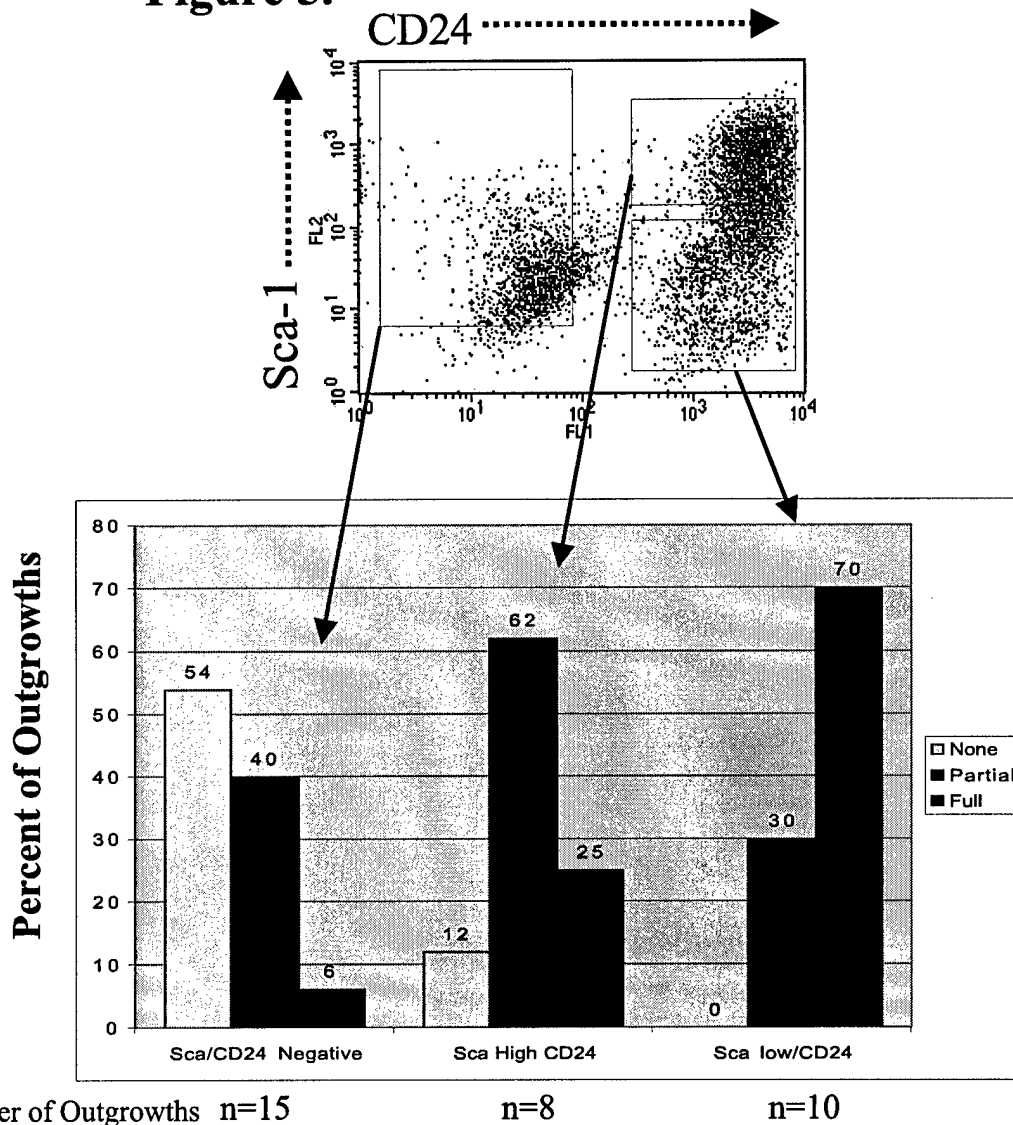 CD24
Sca-1
FL2
10^4
10^3
10^2
10^1
10^0
10^0 10^1 10^2 10^3 10^4
FL1
Percent of Outgrowths
80
70
60
50
40
30
20
10
0
54 40 6
12 62 25
0 30 70
Sca/CD24 Negative Sca High CD24 Sca low/CD24
None
Partial
Full
of Outgrowths n=15 n=8 n=10